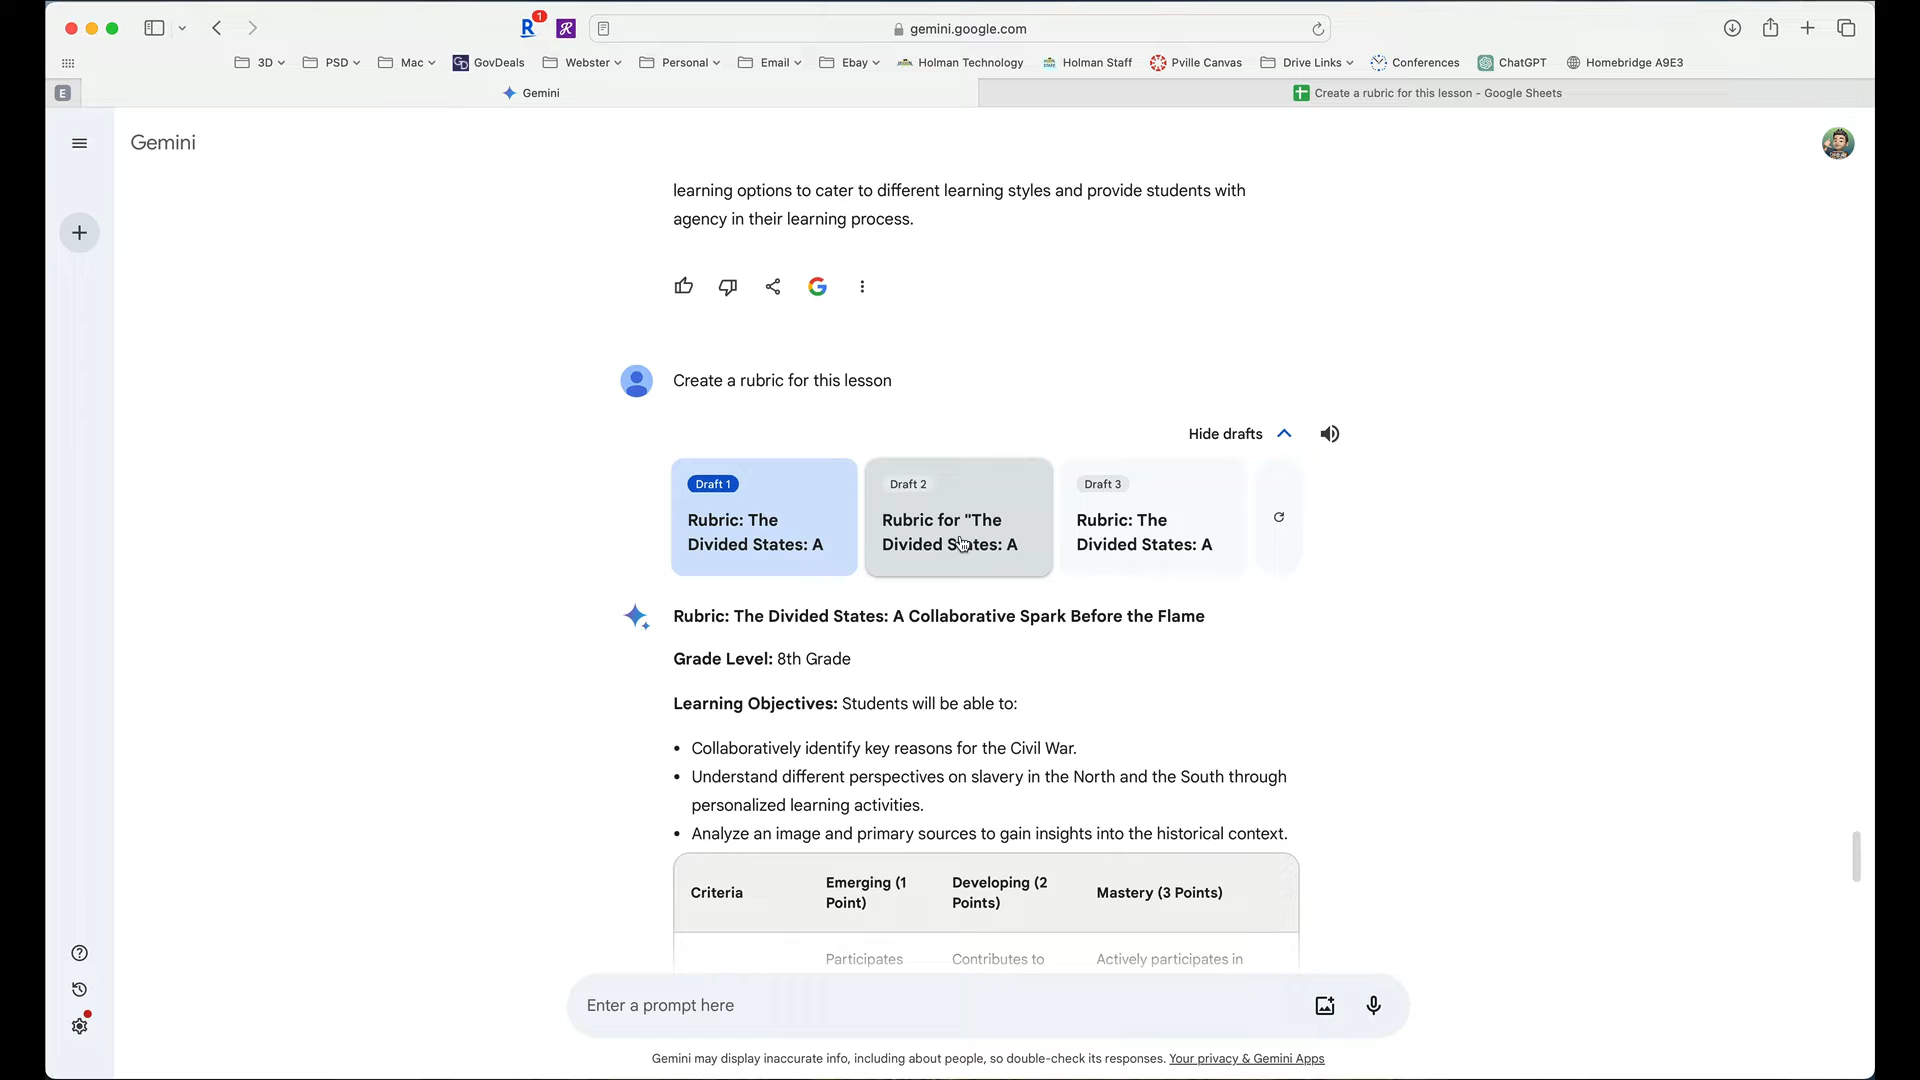 gemini.google.com
3D
PSD
Mac
GovDeals
Webster
Personal
Email
Ebay
Holman Technology
Holman Staff
Pville Canvas
Drive Links
Conferences
ChatGPT
Homebridge A9E3
E
Gemini
Create a rubric for this lesson - Google Sheets
Gemini
learning options to cater to different learning styles and provide students with
agency in their learning process.
Create a rubric for this lesson
Hide drafts
Draft 1
Rubric: The
Divided States: A
Draft 2
Rubric for "The
Divided States: A
Draft 3
Rubric: The
Divided States: A
Rubric: The Divided States: A Collaborative Spark Before the Flame
Grade Level: 8th Grade
Learning Objectives: Students will be able to:
• Collaboratively identify key reasons for the Civil War.
• Understand different perspectives on slavery in the North and the South through
personalized learning activities.
• Analyze an image and primary sources to gain insights into the historical context.
Criteria
Emerging (1
Point)
Developing (2
Points)
Mastery (3 Points)
Participates
Contributes to
Actively participates in
Enter a prompt here
Gemini may display inaccurate info, including about people, so double-check its responses. Your privacy & Gemini Apps